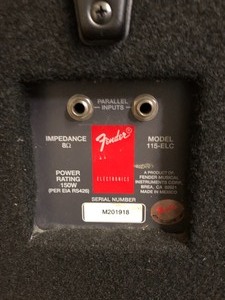 PARALLEL
INPUTS
IMPEDANCE
8Ω
MODEL
115-ELC
Fender
ELECTRONICS
POWER
RATING
150W
(PER EIA RS426)
A PRODUCT OF
FENDER MUSICAL
INSTRUMENTS CORP.
BREA, CA 92621
MADE IN MEXICO
SERIAL NUMBER
M201918